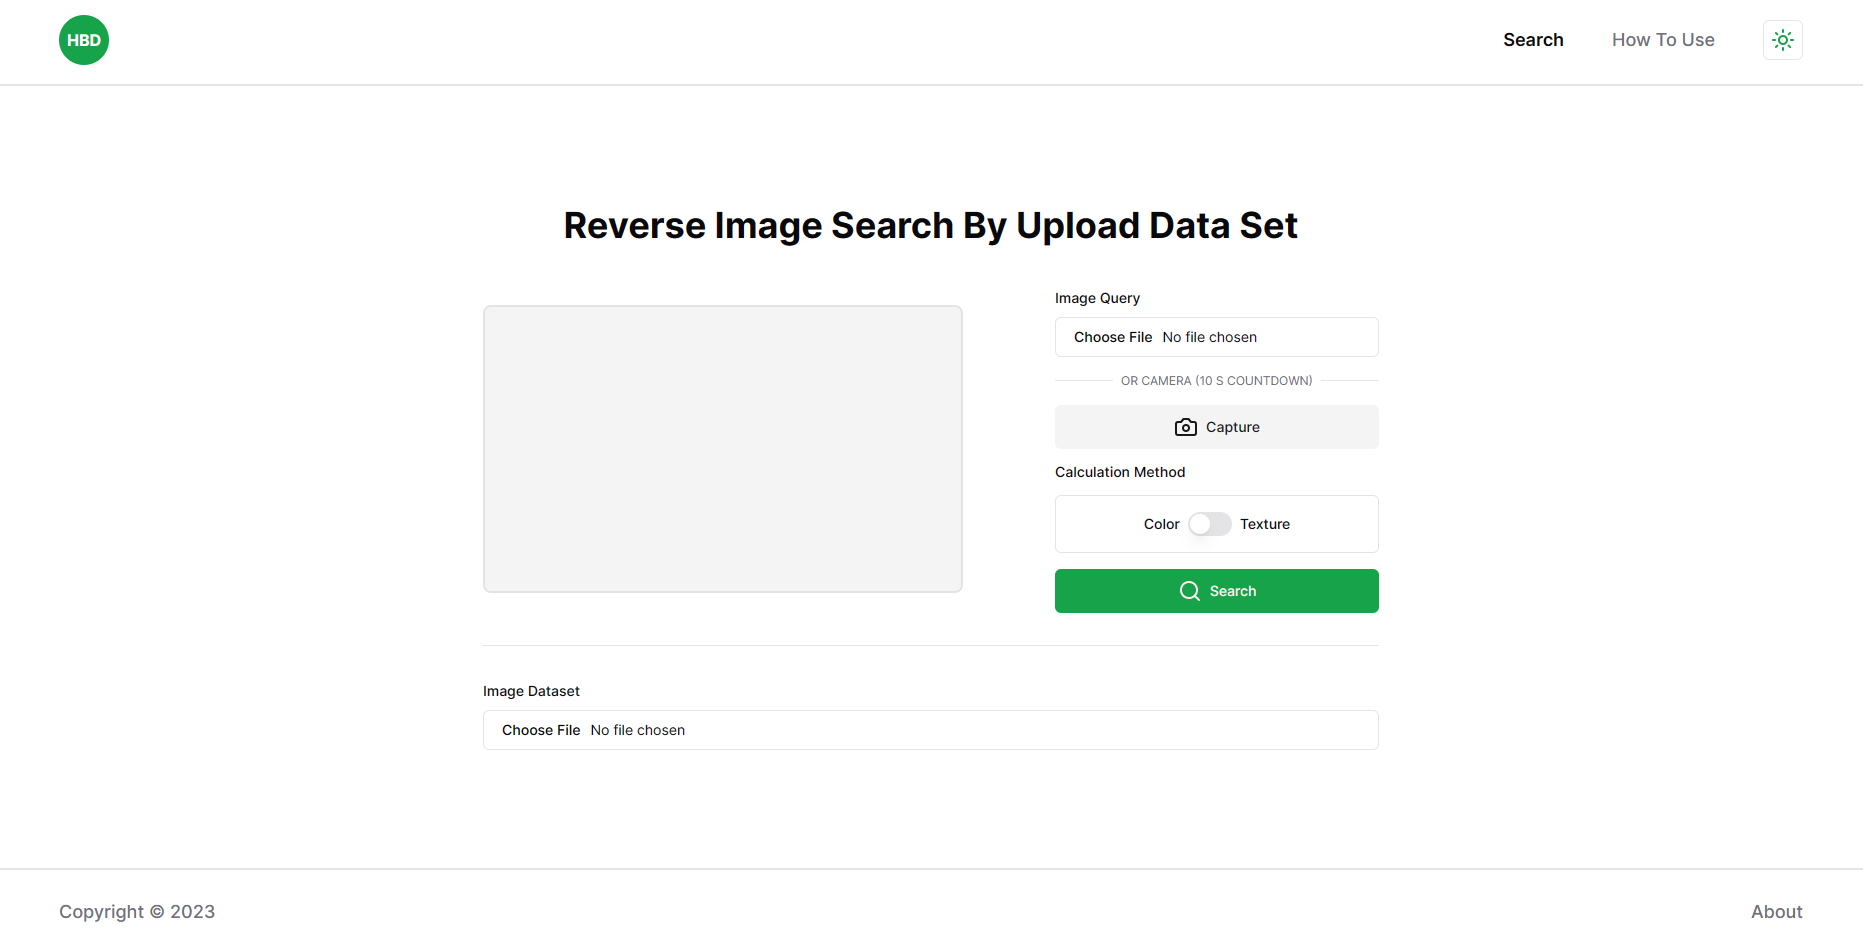 HBD
Search
How To Use
Reverse Image Search By Upload Data Set
Image Query
Choose File No file chosen
OR CAMERA (10 S COUNTDOWN)
Capture
Calculation Method
Color
Texture
Search
Image Dataset
Choose File No file chosen
Copyright © 2023
About